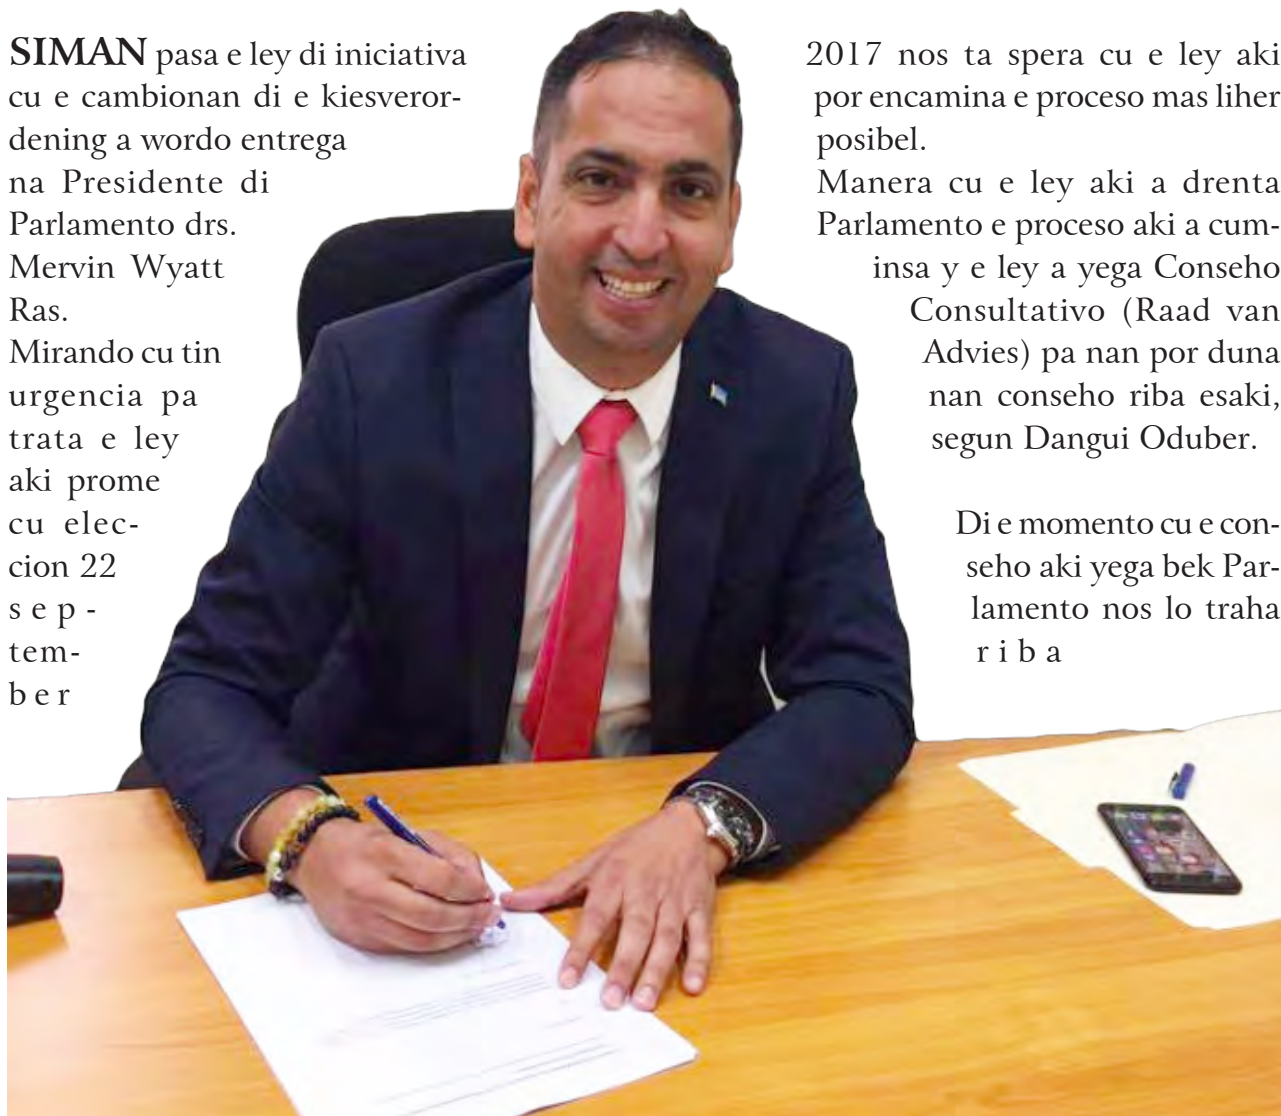 SIMAN pasa e ley di iniciativa
cu e cambionan di e kiesveror-
dening a wordo entrega
na Presidente di
Parlamento drs.
Mervin Wyatt
Ras.
Mirando cu tin
urgencia pa
trata e ley
aki prome
cu elec-
cion 22
sep-
tem-
ber
2017 nos ta spera cu e ley aki
por encamina e proceso mas liher
posibel.
Manera cu e ley aki a drenta
Parlamento e proceso aki a cum-
insa y e ley a yega Conseho
Consultativo (Raad van
Advies) pa nan por duna
nan conseho riba esaki,
segun Dangui Oduber.
Di e momento cu e con-
seho aki yega bek Par-
lamento nos lo traha
riba